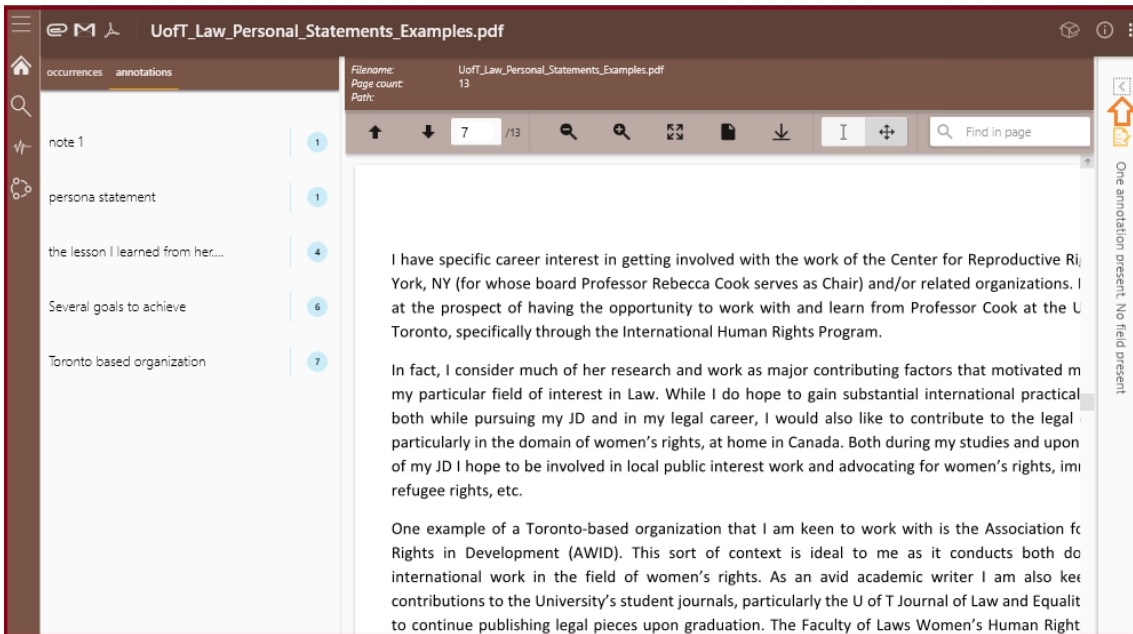 UofT_Law_Personal_Statements_Examples.pdf
occurrences annotations
note 1 1
persona statement 1
the lesson I learned from her.... 4
Several goals to achieve 6
Toronto based organization 7
Filename: UofT_Law_Personal_Statements_Examples.pdf
Page count: 13
Path:
7 /13 Find in page
I have specific career interest in getting involved with the work of the Center for Reproductive
York, NY (for whose board Professor Rebecca Cook serves as Chair) and/or related organizations.
at the prospect of having the opportunity to work with and learn from Professor Cook at the U
Toronto, specifically through the International Human Rights Program.
In fact, I consider much of her research and work as major contributing factors that motivated
my particular field of interest in Law. While I do hope to gain substantial international practical
both while pursuing my JD and in my legal career, I would also like to contribute to the legal
particularly in the domain of women's rights, at home in Canada. Both during my studies and upon
of my JD I hope to be involved in local public interest work and advocating for women's rights,
refugee rights, etc.
One example of a Toronto-based organization that I am keen to work with is the Association
Rights in Development (AWID). This sort of context is ideal to me as it conducts both
international work in the field of women's rights. As an avid academic writer I am also
contributions to the University's student journals, particularly the U of T Journal of Law and
to continue publishing legal pieces upon graduation. The Faculty of Laws Women's Human
One annotation present. No field present